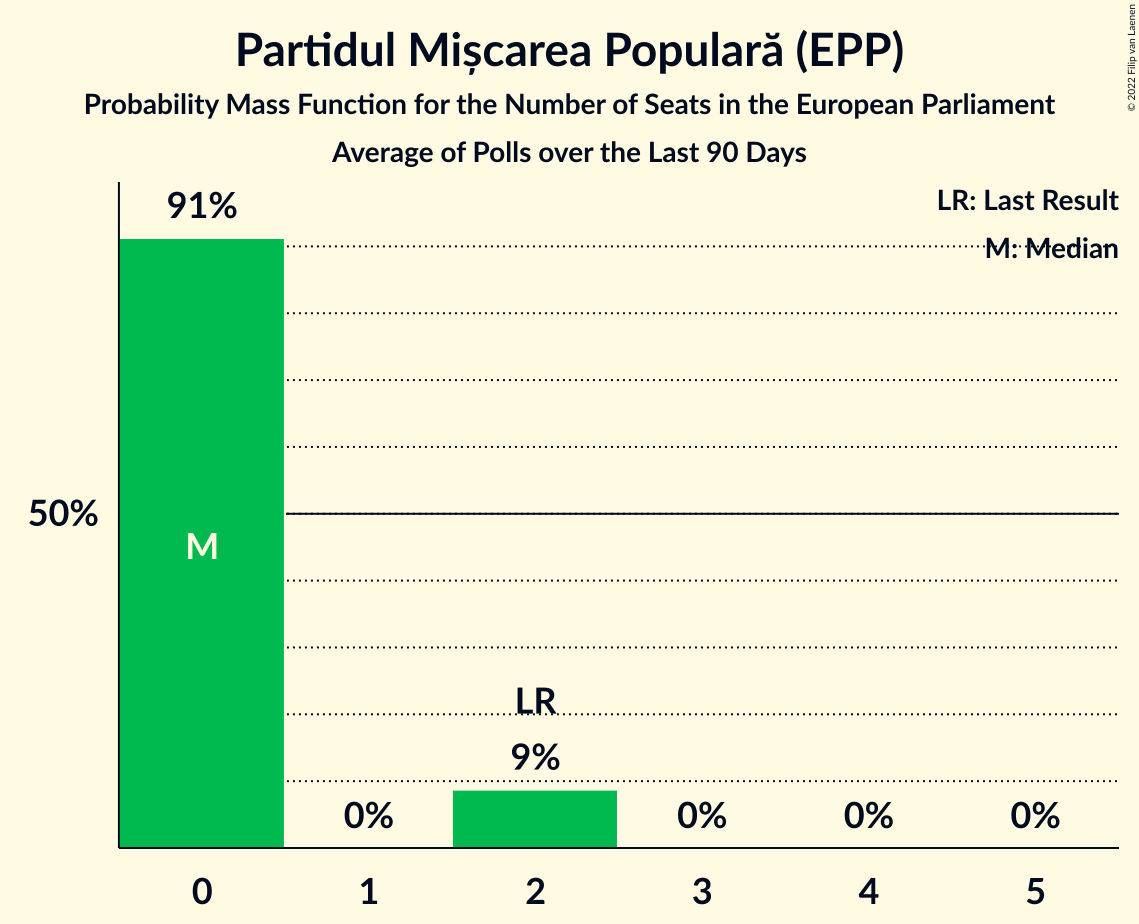 Partidul Mișcarea Populară (EPP)
Probability Mass Function for the Number of Seats in the European Parliament
Average of Polls over the Last 90 Days
© 2022 Filip van Laenen
LR: Last Result
M: Median
91%
50%
M
LR
9%
0%
0%
0%
0%
0
1
2
3
4
5